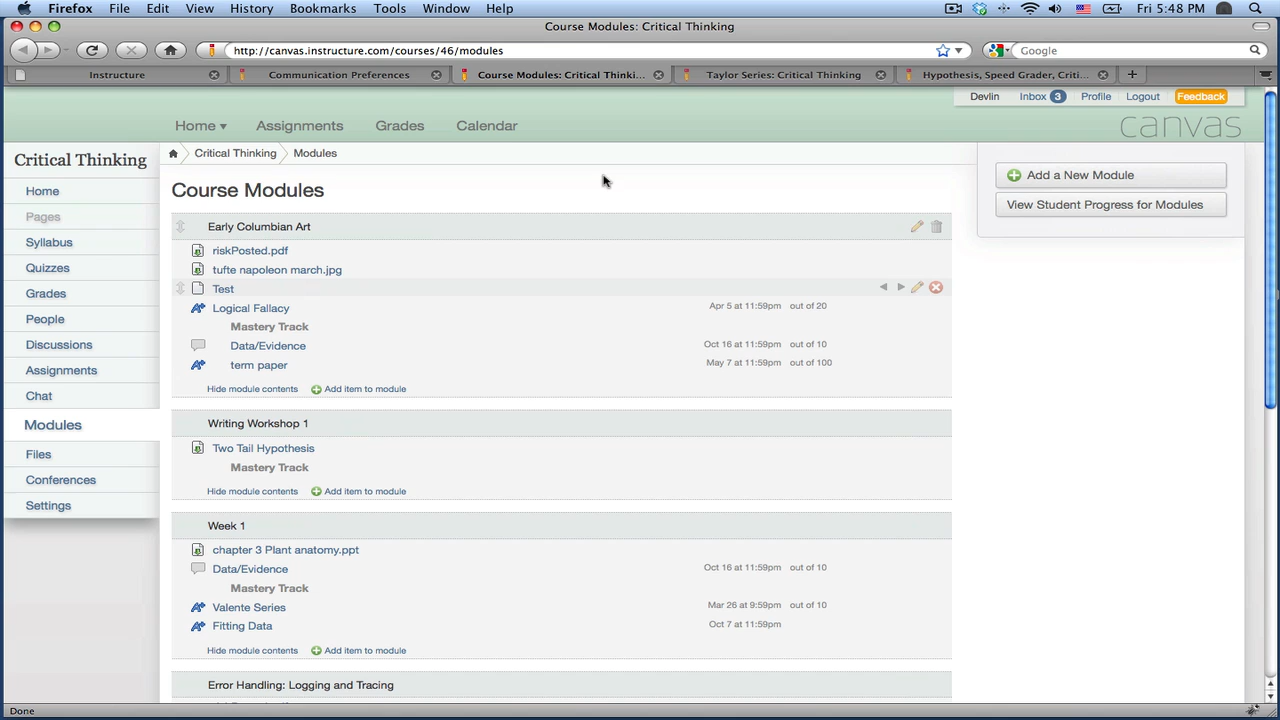 Firefox File Edit View History Bookmarks Tools Window Help Fri 5:48 PM
Course Modules: Critical Thinking
http://canvas.instructure.com/courses/46/modules Google
Instructure Communication Preferences Course Modules: Critical Thinki... Taylor Series: Critical Thinking Hypothesis, Speed Grader, Criti...
Devlin Inbox 3 Profile Logout Feedback
Home Assignments Grades Calendar canvas
Critical Thinking
Home
Pages
Syllabus
Quizzes
Grades
People
Discussions
Assignments
Chat
Modules
Files
Conferences
Settings
Critical Thinking Modules
Course Modules
Early Columbian Art
riskPosted.pdf
tufte napoleon march.jpg
Test
Logical Fallacy Apr 5 at 11:59pm out of 20
Mastery Track
Data/Evidence Oct 16 at 11:59pm out of 10
term paper May 7 at 11:59pm out of 100
Hide module contents Add item to module
Writing Workshop 1
Two Tail Hypothesis
Mastery Track
Hide module contents Add item to module
Week 1
chapter 3 Plant anatomy.ppt
Data/Evidence Oct 16 at 11:59pm out of 10
Mastery Track
Valente Series Mar 26 at 9:59pm out of 10
Fitting Data Oct 7 at 11:59pm
Hide module contents Add item to module
Error Handling: Logging and Tracing
Add a New Module
View Student Progress for Modules
Done